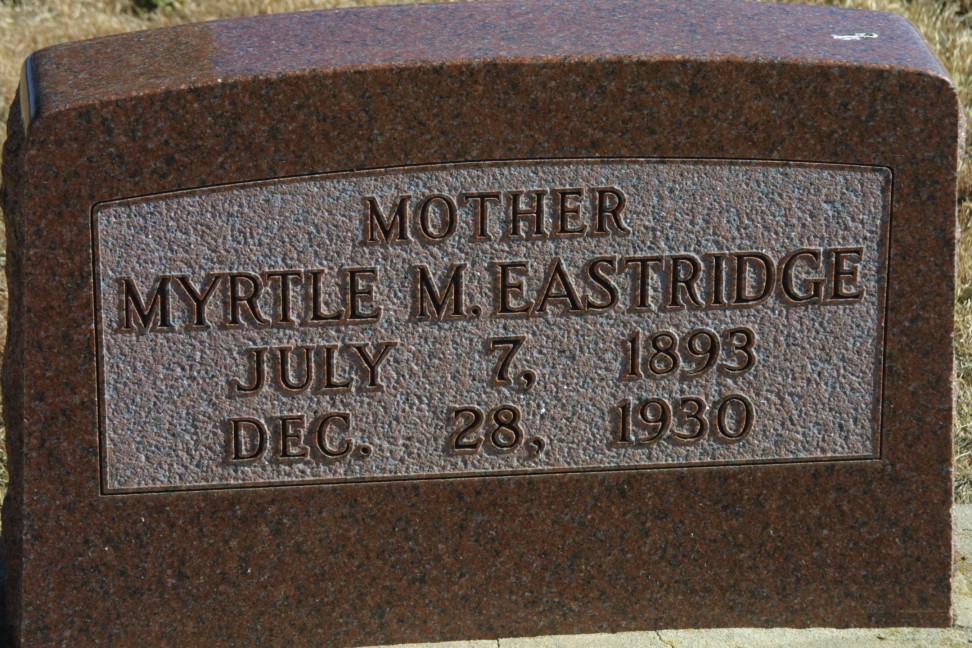 MOTHER
MYRTLE M. EASTRIDGE
JULY 7, 1893
DEC. 28, 1930